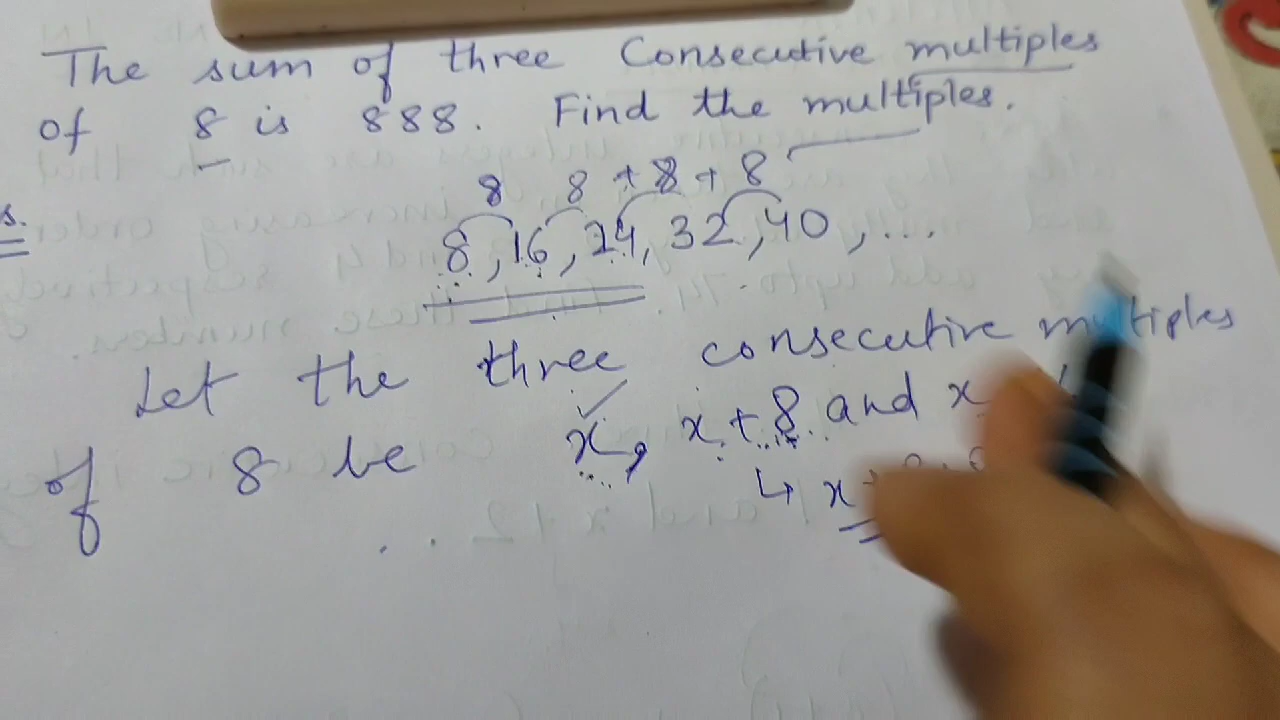 The sum of three Consecutive multiples
of 8 is 888. Find the multiples.
8 8 + 8 + 8
s.
8, 16, 24, 32, 40, ...
Let the three consecutive multiples
of 8 be x, x + 8 and x
↳ x +